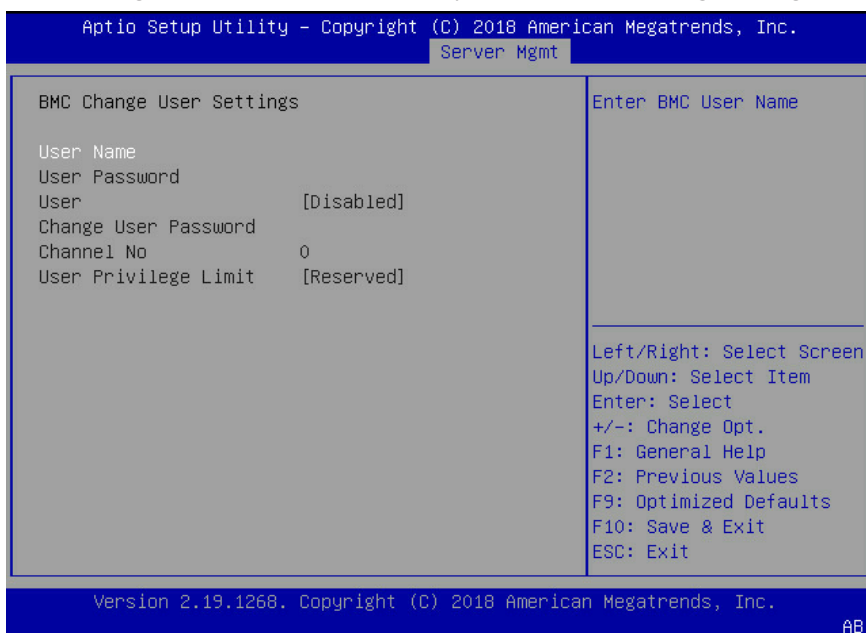 Aptio Setup Utility – Copyright (C) 2018 American Megatrends, Inc.
Server Mgmt
BMC Change User Settings
User Name
User Password
User [Disabled]
Change User Password
Channel No 0
User Privilege Limit [Reserved]
Enter BMC User Name
Left/Right: Select Screen
Up/Down: Select Item
Enter: Select
+/-: Change Opt.
F1: General Help
F2: Previous Values
F9: Optimized Defaults
F10: Save & Exit
ESC: Exit
Version 2.19.1268. Copyright (C) 2018 American Megatrends, Inc.
AB